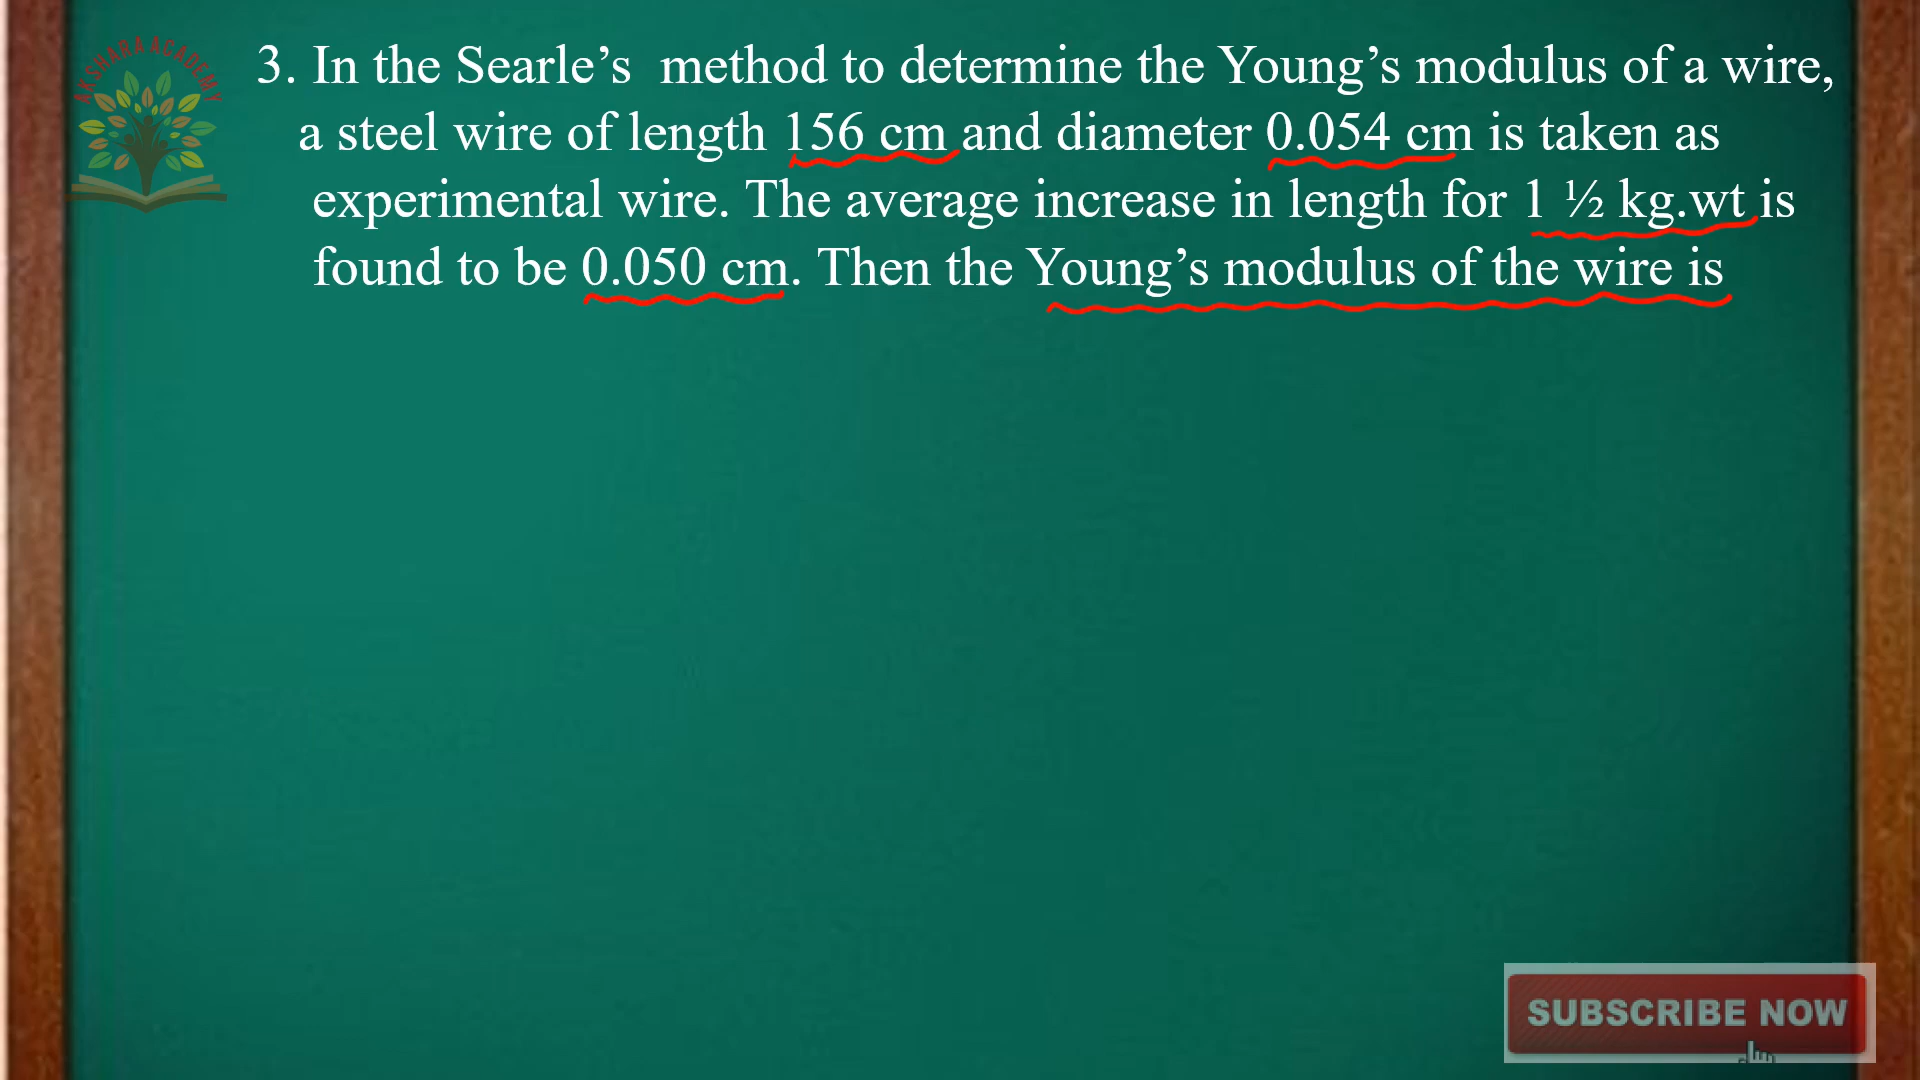 AKSHARA ACADEMY
3. In the Searle’s method to determine the Young’s modulus of a wire,
a steel wire of length 156 cm and diameter 0.054 cm is taken as
experimental wire. The average increase in length for 1 ½ kg.wt is
found to be 0.050 cm. Then the Young’s modulus of the wire is
SUBSCRIBE NOW